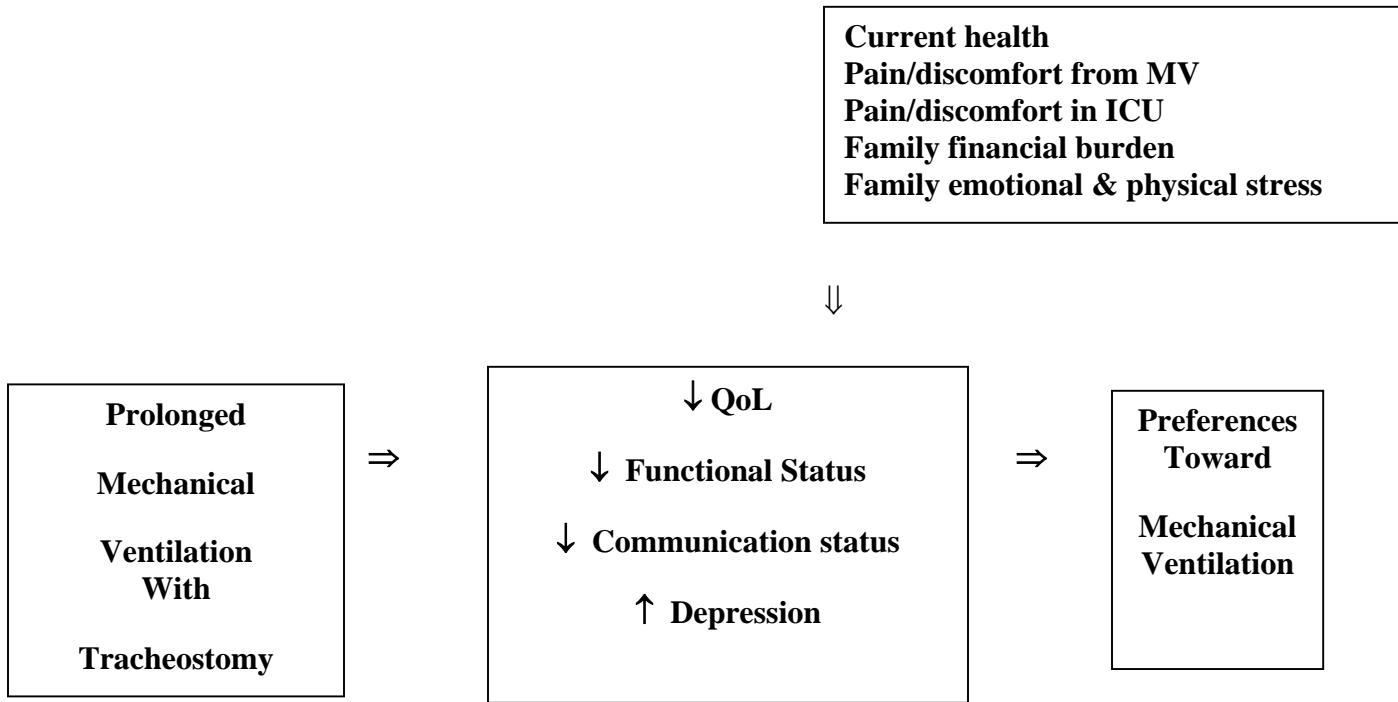 Current health
Pain/discomfort from MV
Pain/discomfort in ICU
Family financial burden
Family emotional & physical stress
⇓
Prolonged
Mechanical
Ventilation
With
Tracheostomy
⇒
↓ QoL
↓ Functional Status
↓ Communication status
↑ Depression
⇒
Preferences
Toward
Mechanical
Ventilation